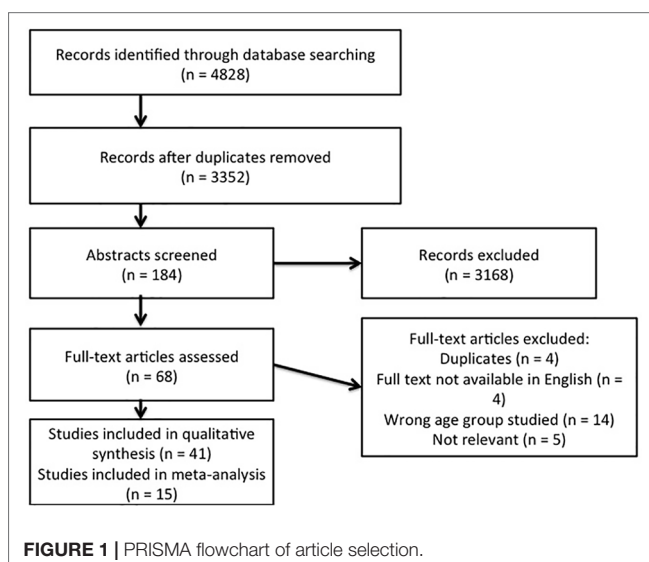 Records identified through database searching
(n = 4828)
Records after duplicates removed
(n = 3352)
Abstracts screened
(n = 184)
Records excluded
(n = 3168)
Full-text articles assessed
(n = 68)
Full-text articles excluded:
Duplicates (n = 4)
Full text not available in English (n =
4)
Wrong age group studied (n = 14)
Not relevant (n = 5)
Studies included in qualitative
synthesis (n = 41)
Studies included in meta-analysis
(n = 15)
FIGURE 1 | PRISMA flowchart of article selection.